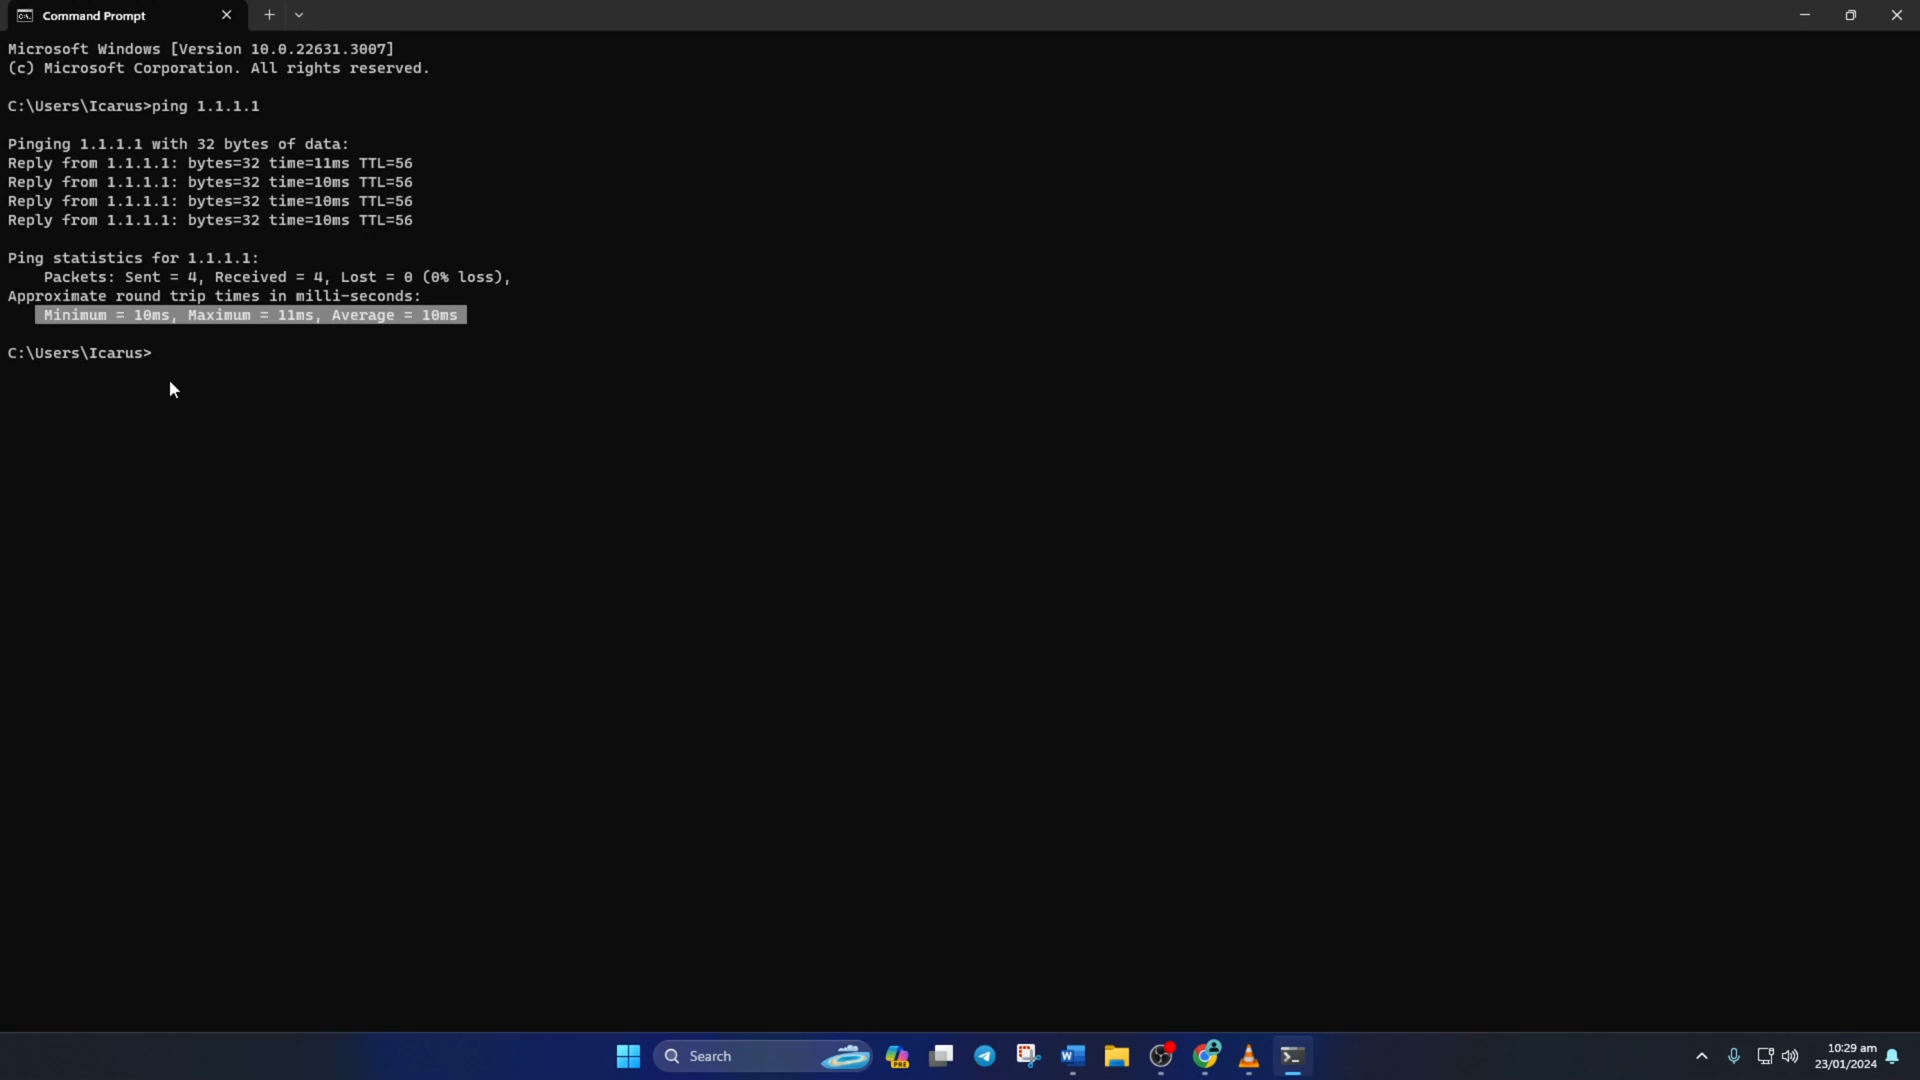 Command Prompt
Microsoft Windows [Version 10.0.22631.3007]
(c) Microsoft Corporation. All rights reserved.
C:\Users\Icarus>ping 1.1.1.1
Pinging 1.1.1.1 with 32 bytes of data:
Reply from 1.1.1.1: bytes=32 time=11ms TTL=56
Reply from 1.1.1.1: bytes=32 time=10ms TTL=56
Reply from 1.1.1.1: bytes=32 time=10ms TTL=56
Reply from 1.1.1.1: bytes=32 time=10ms TTL=56
Ping statistics for 1.1.1.1:
Packets: Sent = 4, Received = 4, Lost = 0 (0% loss),
Approximate round trip times in milli-seconds:
Minimum = 10ms, Maximum = 11ms, Average = 10ms
C:\Users\Icarus>
Search
PRE
10:29 am
23/01/2024